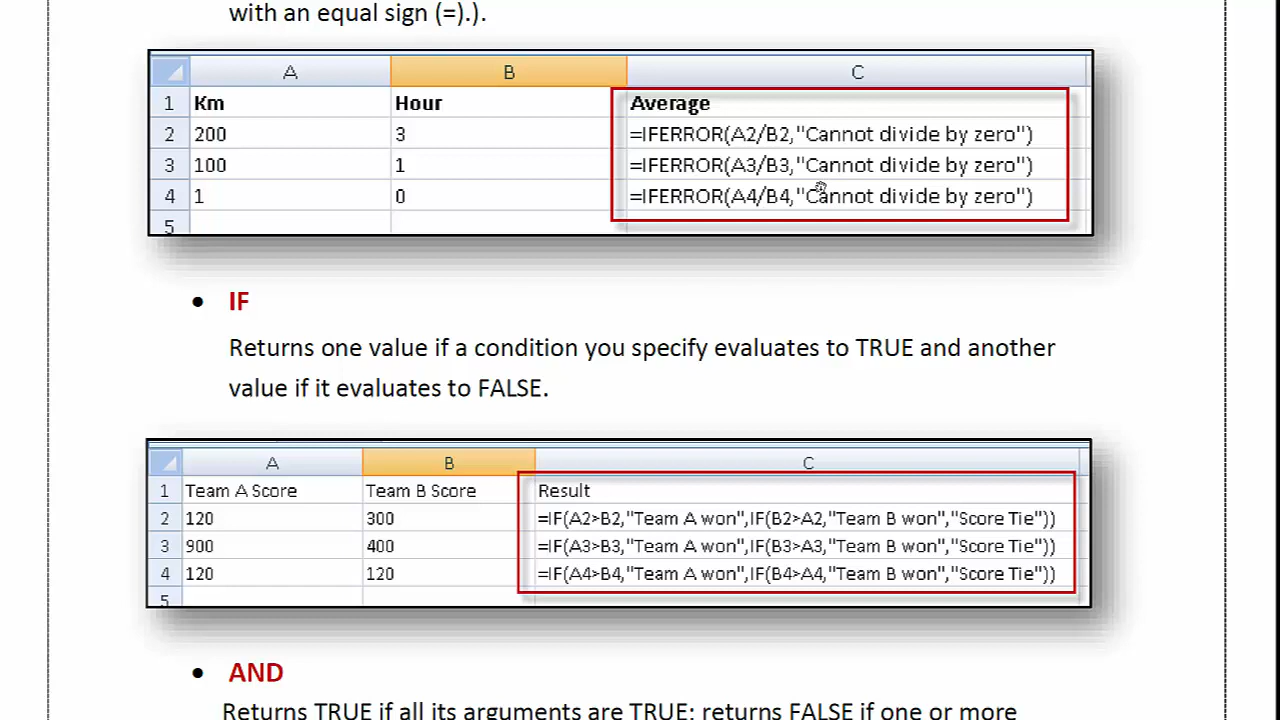 with an equal sign (=).).
A B C
1 Km Hour Average
2 200 3 =IFERROR(A2/B2,"Cannot divide by zero")
3 100 1 =IFERROR(A3/B3,"Cannot divide by zero")
4 1 0 =IFERROR(A4/B4,"Cannot divide by zero")
5
• IF
Returns one value if a condition you specify evaluates to TRUE and another
value if it evaluates to FALSE.
A B C
1 Team A Score Team B Score Result
2 120 300 =IF(A2>B2,"Team A won",IF(B2>A2,"Team B won","Score Tie"))
3 900 400 =IF(A3>B3,"Team A won",IF(B3>A3,"Team B won","Score Tie"))
4 120 120 =IF(A4>B4,"Team A won",IF(B4>A4,"Team B won","Score Tie"))
5
• AND
Returns TRUE if all its arguments are TRUE; returns FALSE if one or more